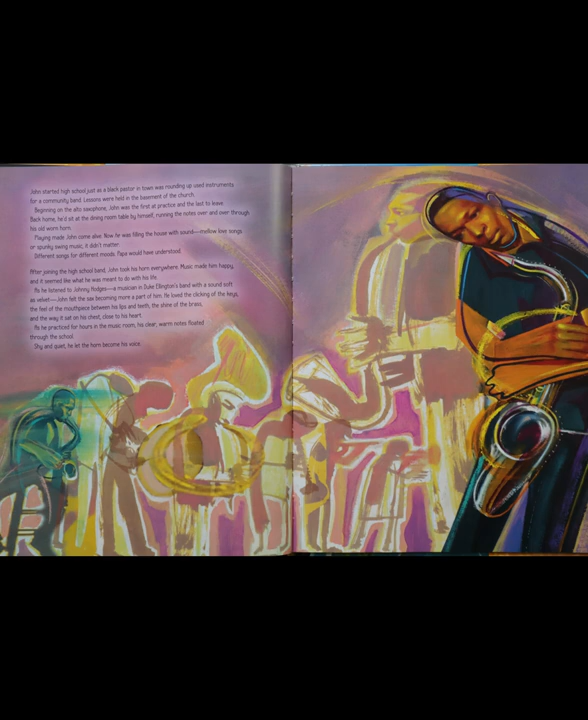 John started high school just as a black pastor in town was rounding up used instruments
for a community band. Lessons were held in the basement of the church.
Beginning on the alto saxophone, John was the first at practice and the last to leave.
Back home, he'd sit at the dining room table by himself, running the notes over and over through
his old worn horn.
Playing made John come alive. Now he was filling the house with sound—mellow love songs
or spunky swing music, it didn't matter.
Different songs for different moods. Papa would have understood.
After joining the high school band, John took his horn everywhere. Music made him happy,
and it seemed like what he was meant to do with his life.
As he listened to Johnny Hodges—a musician in Duke Ellington's band with a sound soft
as velvet—John felt the sax becoming more a part of him. He loved the clicking of the keys,
the feel of the mouthpiece between his lips and teeth, the shine of the brass,
and the way it sat on his chest, close to his heart.
As he practiced for hours in the music room, his clear, warm notes floated
through the school.
Shy and quiet, he let the horn become his voice.